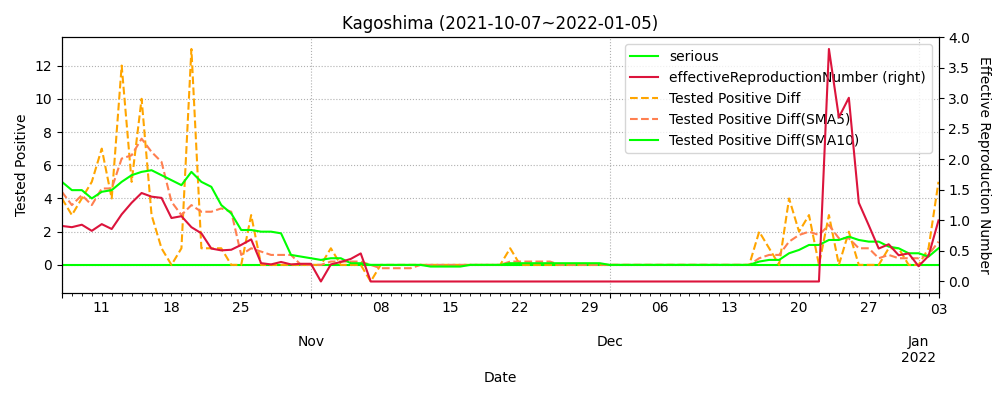 Kagoshima (2021-10-07~2022-01-05)
serious
effectiveReproductionNumber (right)
Tested Positive Diff
Tested Positive Diff(SMA5)
Tested Positive Diff(SMA10)
Tested Positive
12
10
8
6
4
2
0
Effective Reproduction Number
4.0
3.5
3.0
2.5
2.0
1.5
1.0
0.5
0.0
11 18 25 08 15 22 29 06 13 20 27 03
Nov Dec Jan
2022
Date